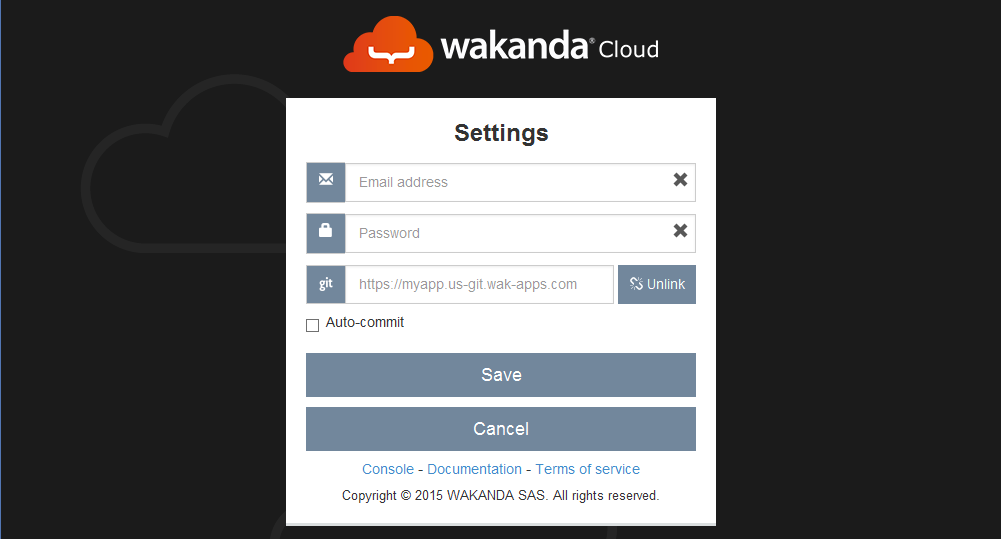 wakanda® Cloud
Settings
Email address
Password
git https://myapp.us-git.wak-apps.com Unlink
Auto-commit
Save
Cancel
Console - Documentation - Terms of service
Copyright © 2015 WAKANDA SAS. All rights reserved.